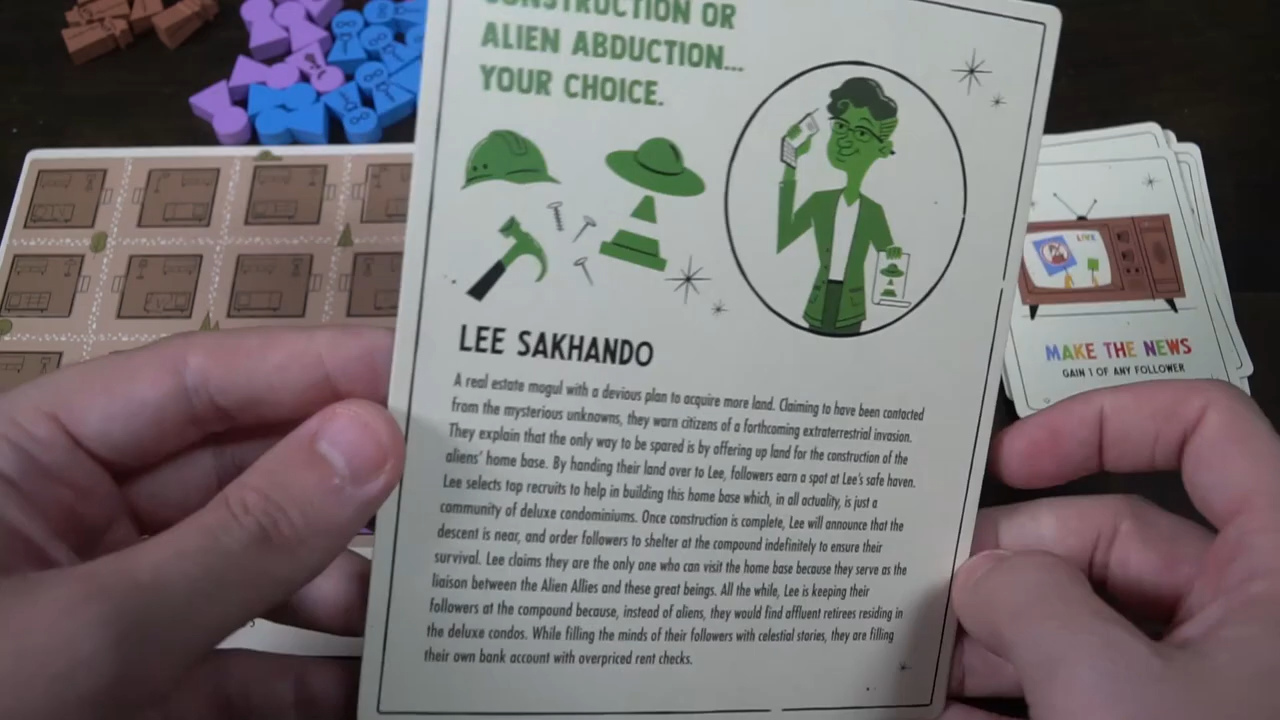 CONSTRUCTION OR
ALIEN ABDUCTION...
YOUR CHOICE.
LEE SAKHANDO
A real estate mogul with a devious plan to acquire more land. Claiming to have been contacted
from the mysterious unknowns, they warn citizens of a forthcoming extraterrestrial invasion.
They explain that the only way to be spared is by offering up land for the construction of the
aliens' home base. By handing their land over to Lee, followers earn a spot at Lee's safe haven.
Lee selects top recruits to help in building this home base which, in all actuality, is just a
community of deluxe condominiums. Once construction is complete, Lee will announce that the
descent is near, and order followers to shelter at the compound indefinitely to ensure their
survival. Lee claims they are the only one who can visit the home base because they serve as the
liaison between the Alien Allies and these great beings. All the while, Lee is keeping their
followers at the compound because, instead of aliens, they would find affluent retirees residing in
the deluxe condos. While filling the minds of their followers with celestial stories, they are filling
their own bank account with overpriced rent checks.
LIVE
MAKE THE NEWS
GAIN 1 OF ANY FOLLOWER